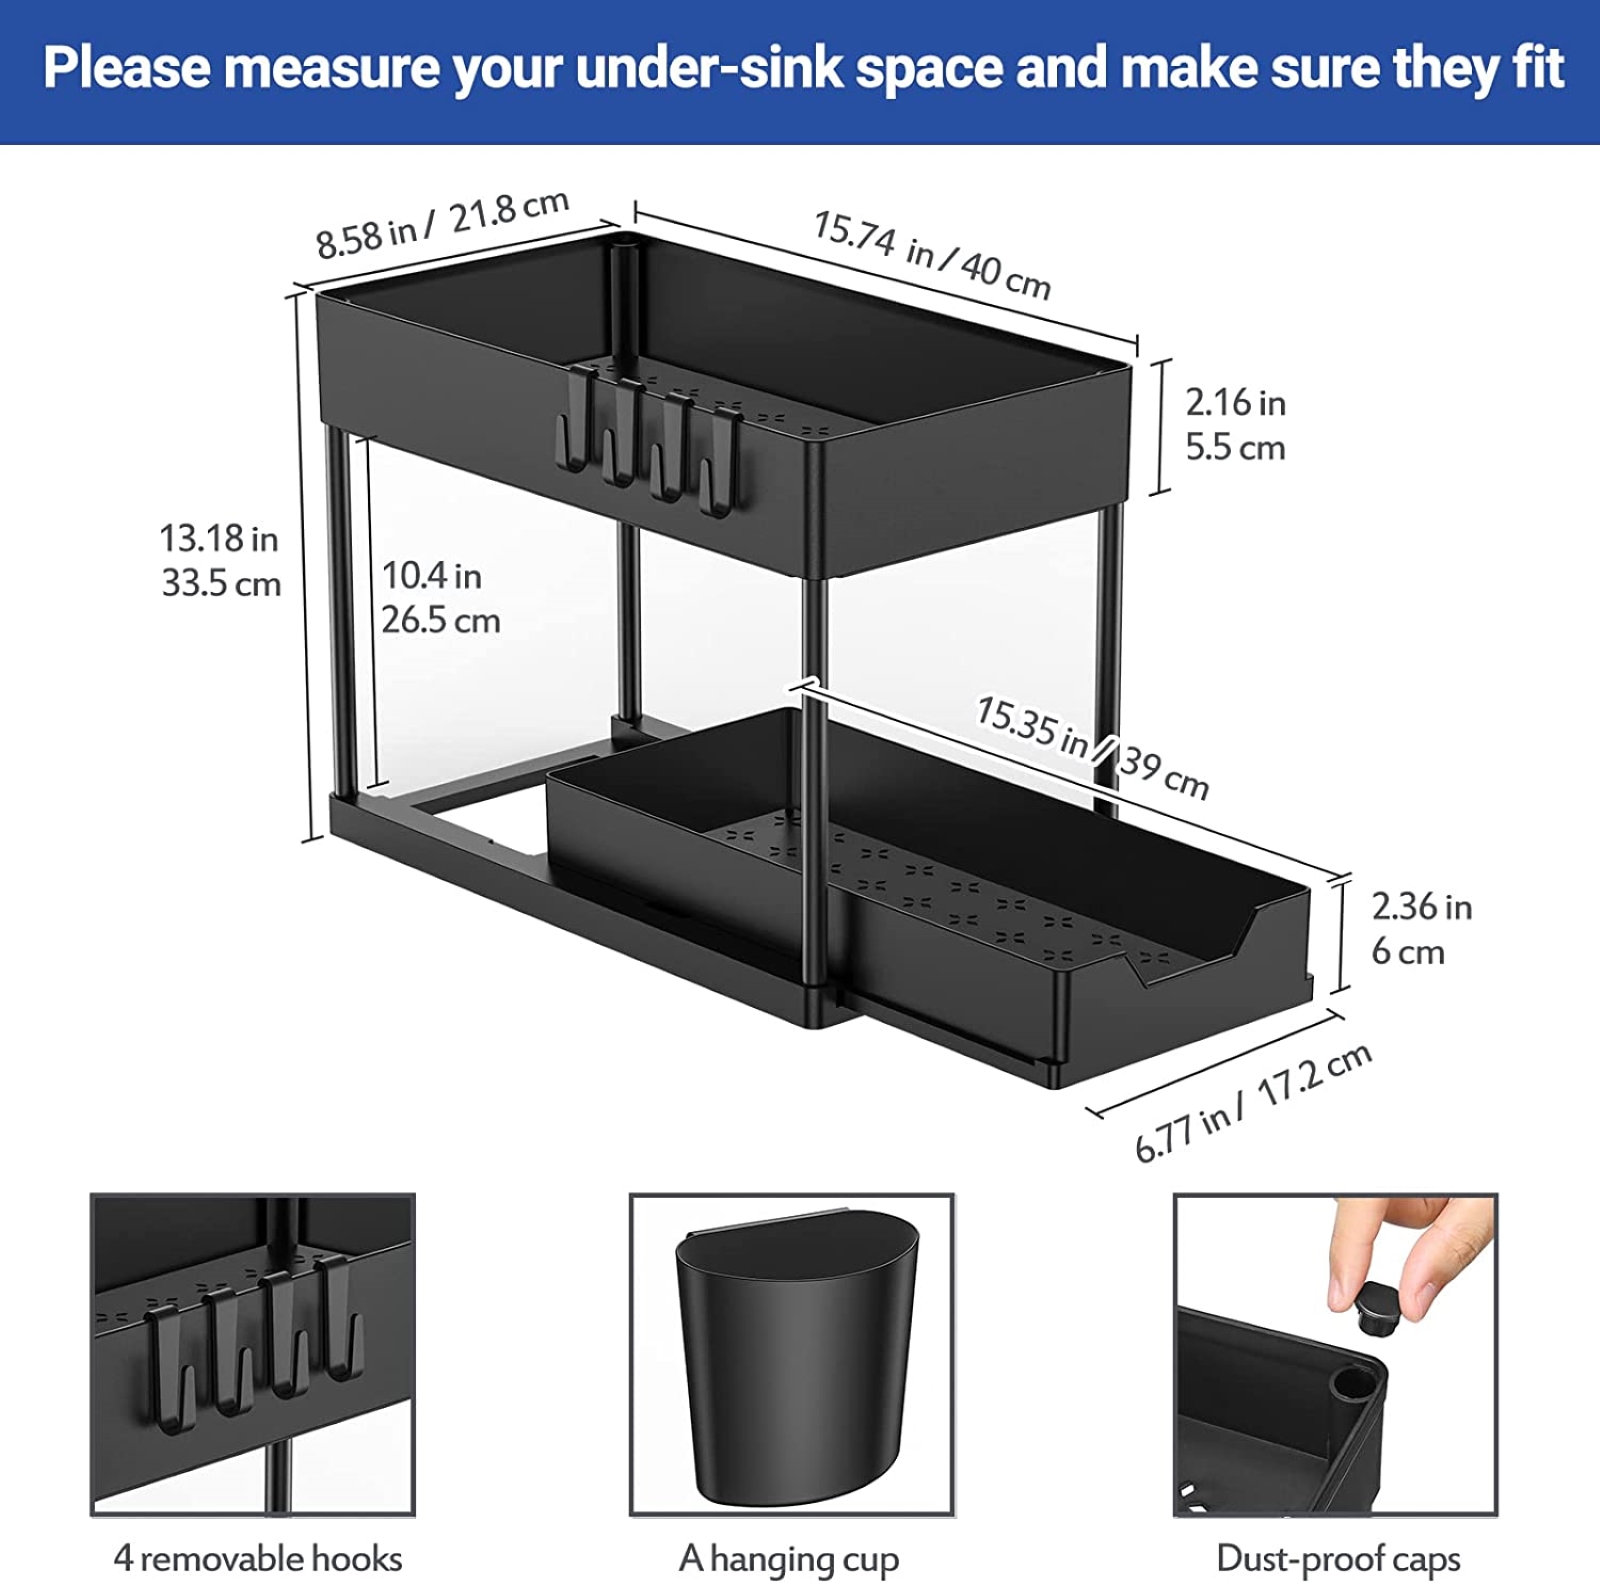 Please measure your under-sink space and make sure they fit
8.58 in / 21.8 cm
15.74 in / 40 cm
2.16 in
5.5 cm
13.18 in
33.5 cm
10.4 in
26.5 cm
15.35 in / 39 cm
2.36 in
6 cm
6.77 in / 17.2 cm
4 removable hooks
A hanging cup
Dust-proof caps